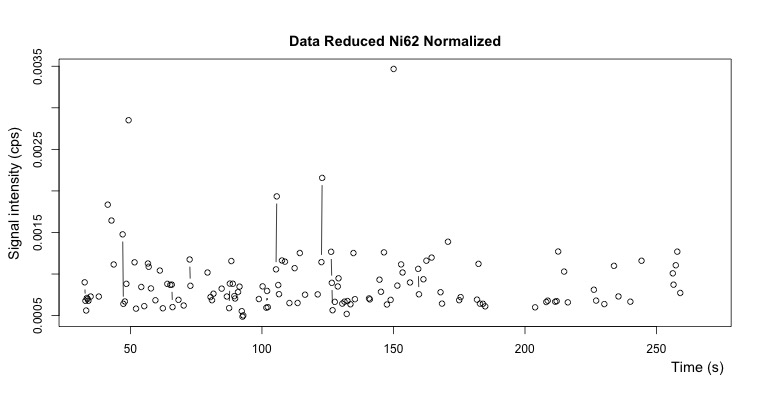 Data Reduced Ni62 Normalized
Signal intensity (cps)
0.0035
0.0025
0.0015
0.0005
50 100 150 200 250
Time (s)